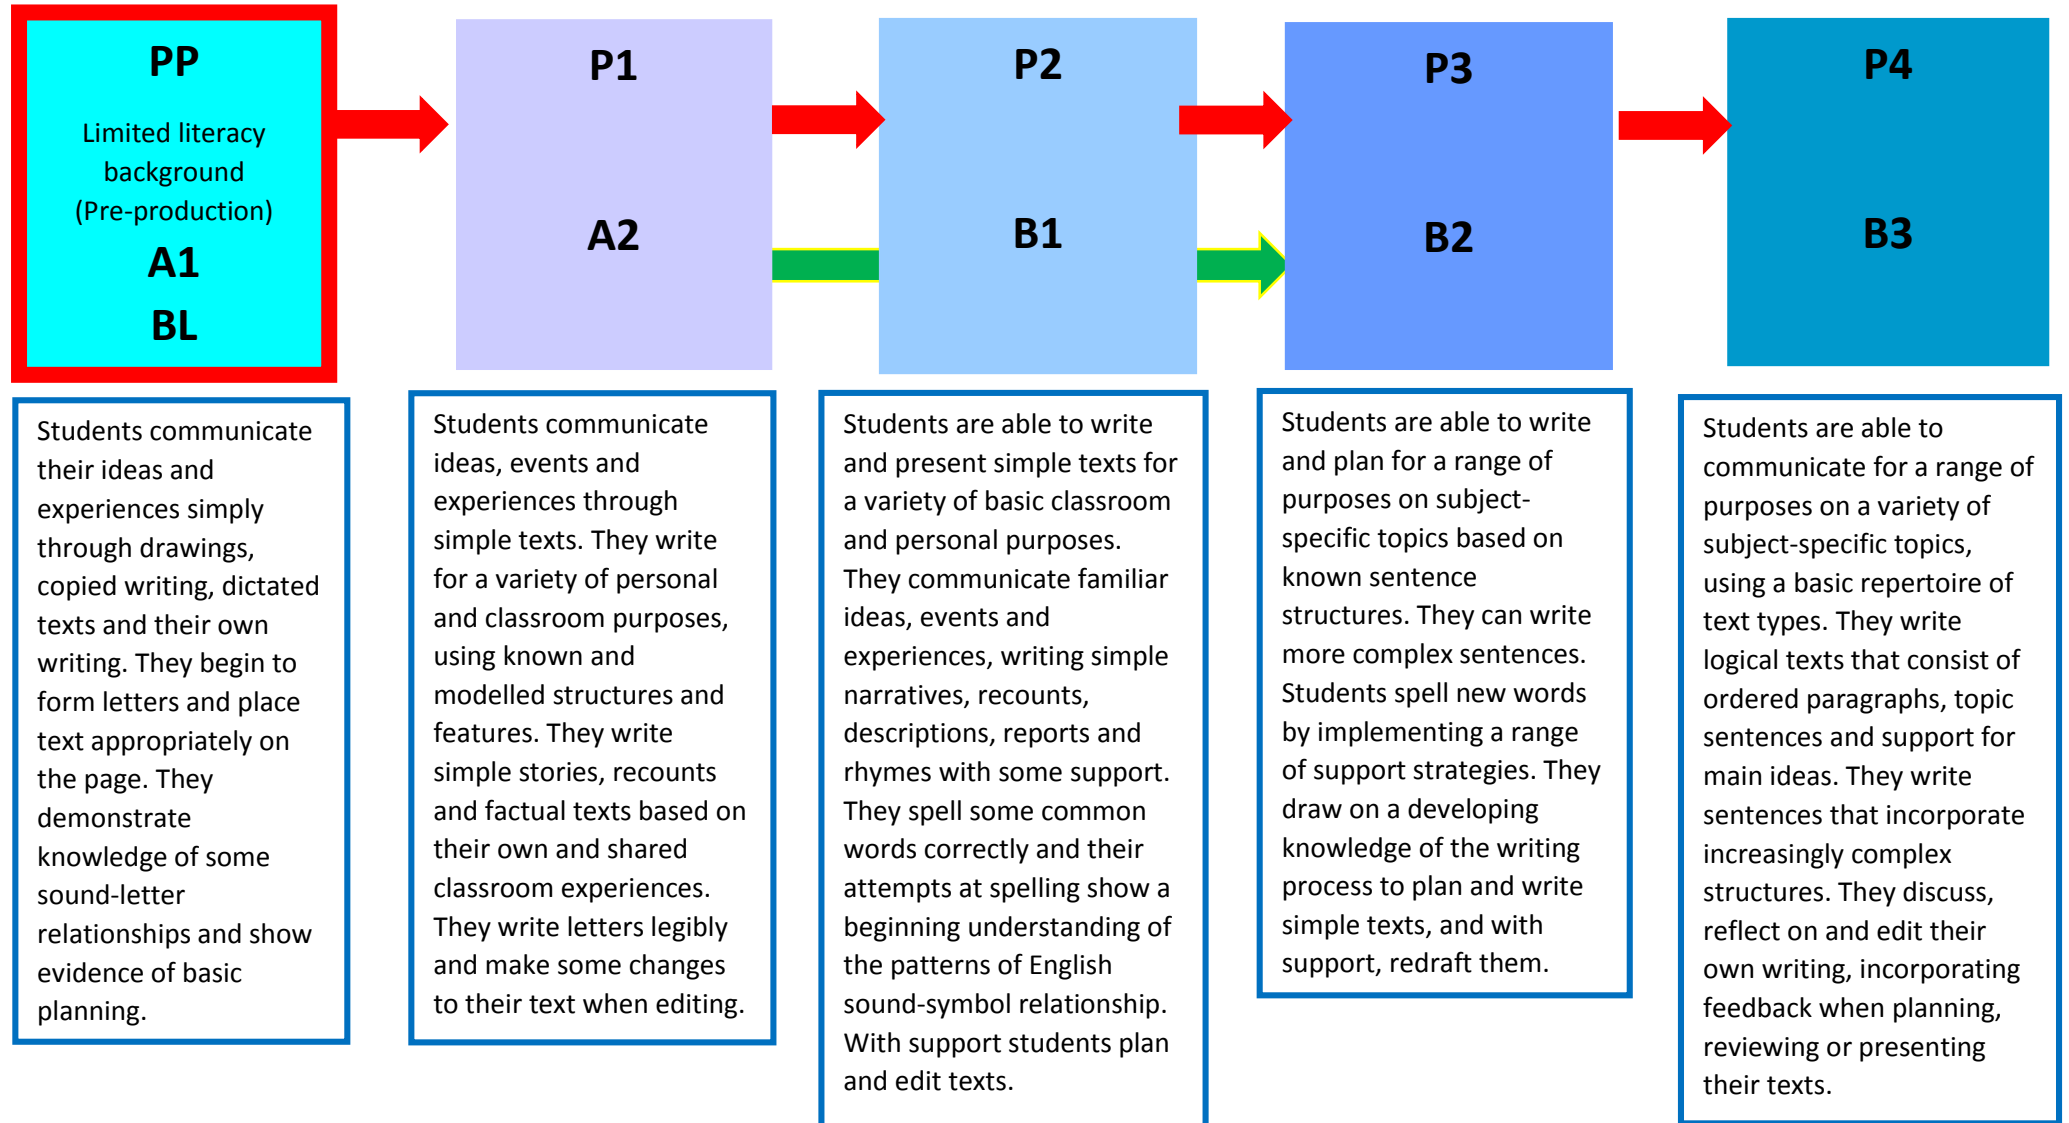 PP
Limited literacy
background
(Pre-production)
A1
BL
P1
A2
P2
B1
P3
B2
P4
B3
Students communicate
their ideas and
experiences simply
through drawings,
copied writing, dictated
texts and their own
writing. They begin to
form letters and place
text appropriately on
the page. They
demonstrate
knowledge of some
sound-letter
relationships and show
evidence of basic
planning.
Students communicate
ideas, events and
experiences through
simple texts. They write
for a variety of personal
and classroom purposes,
using known and
modelled structures and
features. They write
simple stories, recounts
and factual texts based on
their own and shared
classroom experiences.
They write letters legibly
and make some changes
to their text when editing.
Students are able to write
and present simple texts for
a variety of basic classroom
and personal purposes.
They communicate familiar
ideas, events and
experiences, writing simple
narratives, recounts,
descriptions, reports and
rhymes with some support.
They spell some common
words correctly and their
attempts at spelling show a
beginning understanding of
the patterns of English
sound-symbol relationship.
With support students plan
and edit texts.
Students are able to write
and plan for a range of
purposes on subject-
specific topics based on
known sentence
structures. They can write
more complex sentences.
Students spell new words
by implementing a range
of support strategies. They
draw on a developing
knowledge of the writing
process to plan and write
simple texts, and with
support, redraft them.
Students are able to
communicate for a range of
purposes on a variety of
subject-specific topics,
using a basic repertoire of
text types. They write
logical texts that consist of
ordered paragraphs, topic
sentences and support for
main ideas. They write
sentences that incorporate
increasingly complex
structures. They discuss,
reflect on and edit their
own writing, incorporating
feedback when planning,
reviewing or presenting
their texts.